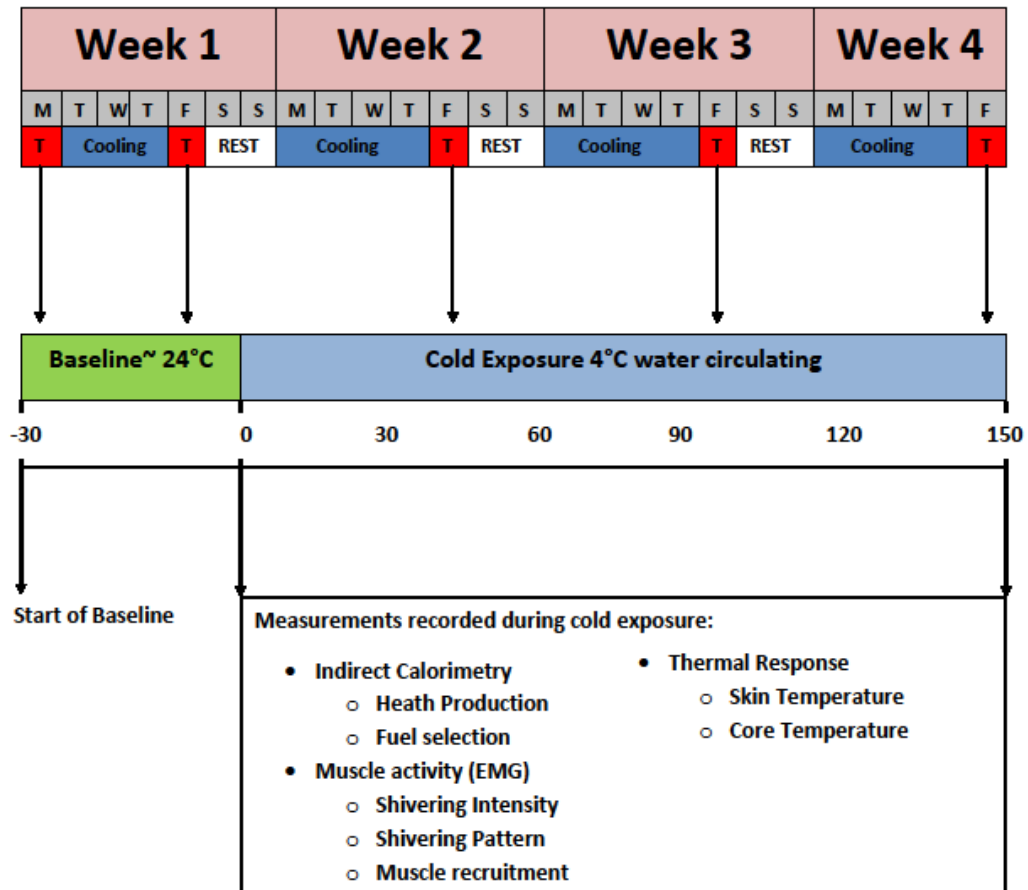 Week 1 Week 2 Week 3 Week 4
M T W T F S S M T W T F S S M T W T F S S M T W T F
T Cooling T REST Cooling T REST Cooling T REST Cooling T
Baseline~ 24°C Cold Exposure 4°C water circulating
-30 0 30 60 90 120 150
Start of Baseline
Measurements recorded during cold exposure:
• Indirect Calorimetry
o Heath Production
o Fuel selection
• Muscle activity (EMG)
o Shivering Intensity
o Shivering Pattern
o Muscle recruitment
• Thermal Response
o Skin Temperature
o Core Temperature